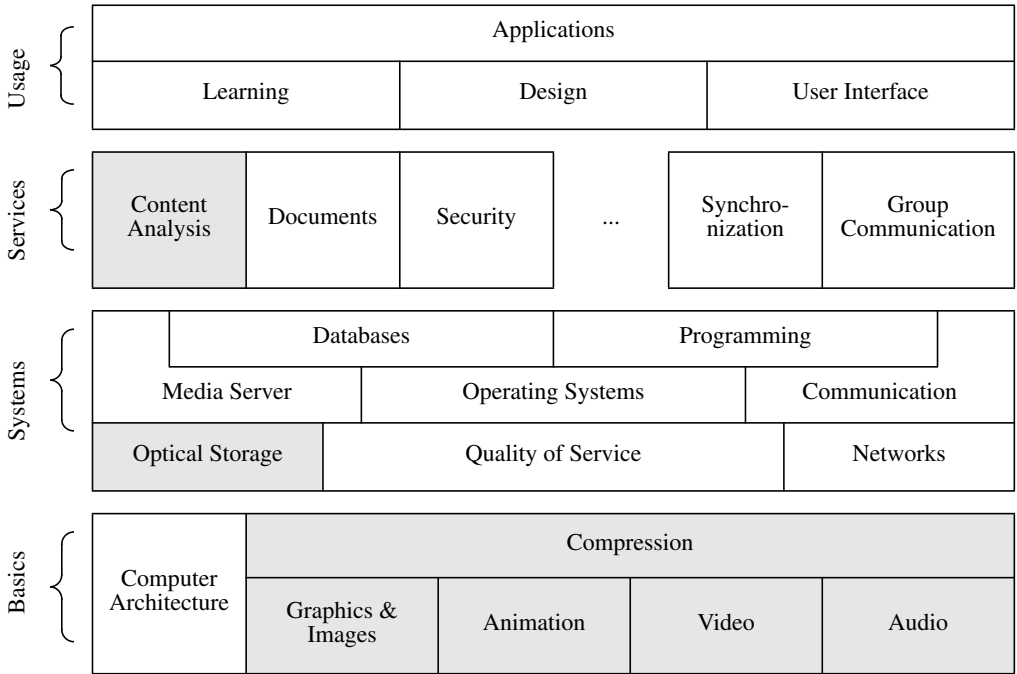 Usage
Applications
Learning
Design
User Interface
Services
Content
Analysis
Documents
Security
...
Synchro-
nization
Group
Communication
Systems
Databases
Programming
Media Server
Operating Systems
Communication
Optical Storage
Quality of Service
Networks
Basics
Computer
Architecture
Compression
Graphics &
Images
Animation
Video
Audio